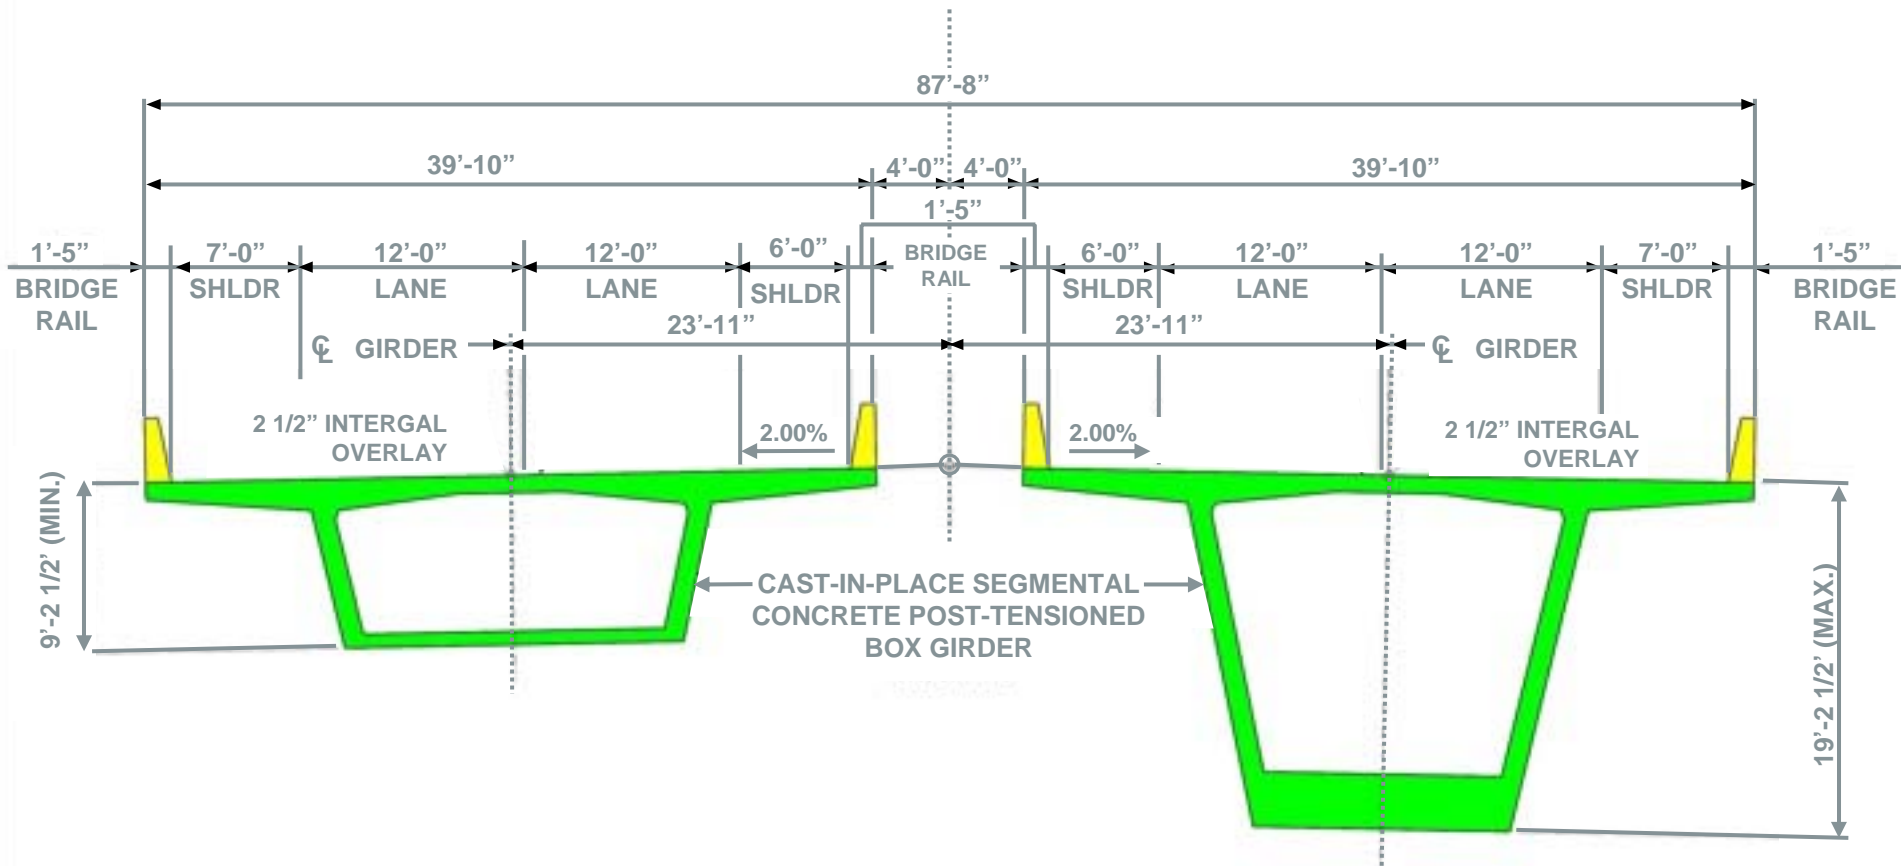 87’-8”
39’-10” 4’-0” 4’-0” 39’-10”
1’-5”
1’-5” 7’-0” 12’-0” 12’-0” 6’-0” BRIDGE 6’-0” 12’-0” 12’-0” 7’-0” 1’-5”
BRIDGE SHLDR LANE LANE SHLDR RAIL SHLDR LANE LANE SHLDR BRIDGE
RAIL RAIL
23’-11” 23’-11”
℄ GIRDER ℄ GIRDER
2 1/2” INTERGAL 2.00% 2.00% 2 1/2” INTERGAL
OVERLAY OVERLAY
9’-2 1/2’ (MIN.)
CAST-IN-PLACE SEGMENTAL
CONCRETE POST-TENSIONED
BOX GIRDER
19’-2 1/2’ (MAX.)